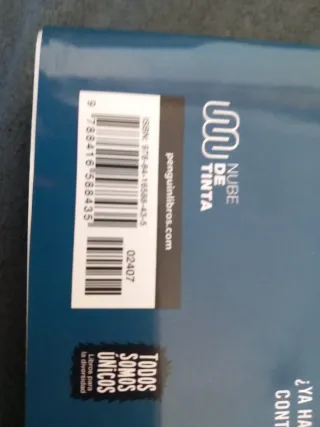 NUBE
DE
TINTA
penguinlibros.com
ISBN: 978-84-16588-43-5
9 788416 588435
02407
TODOS
SOMOS
ÚNICOS
Libros para
la diversidad
¿YA HA
CONT